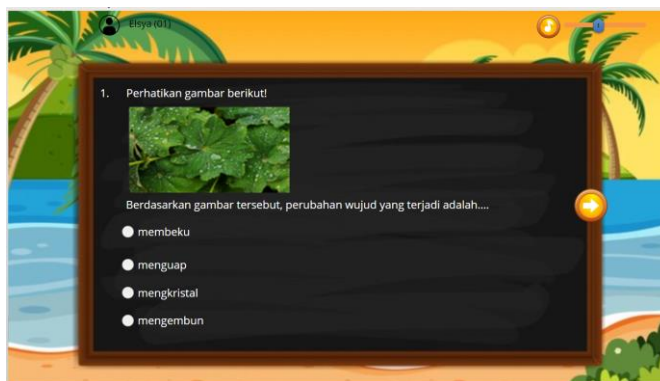 Elsya (01)
1. Perhatikan gambar berikut!
Berdasarkan gambar tersebut, perubahan wujud yang terjadi adalah....
membeku
menguap
mengkristal
mengembun